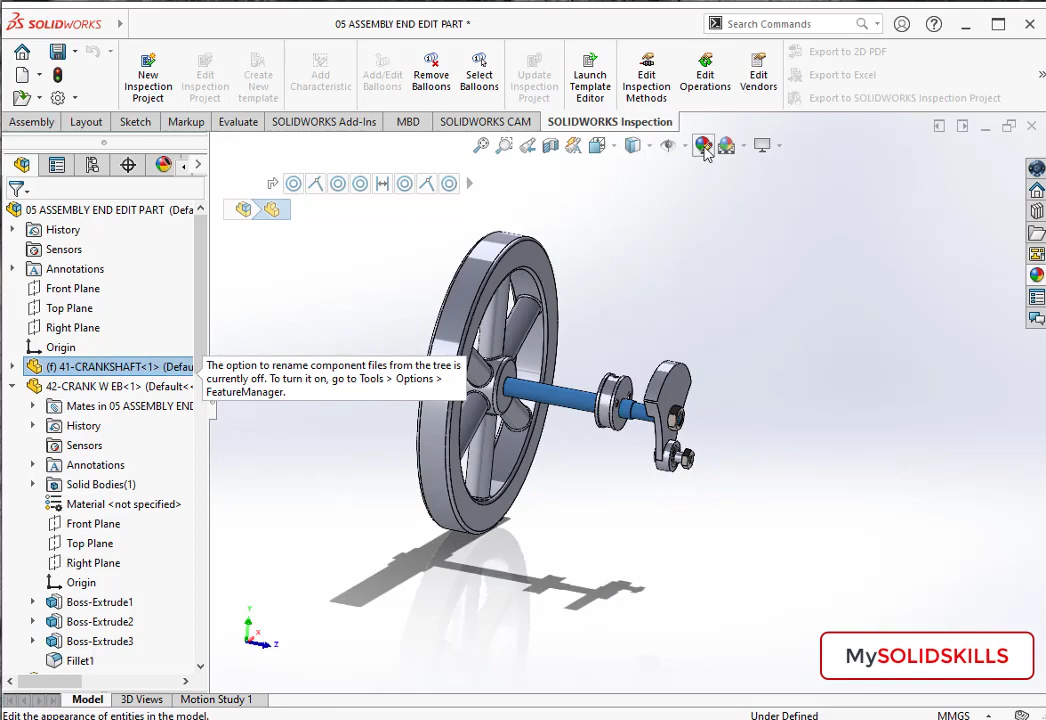 SOLIDWORKS
05 ASSEMBLY END EDIT PART *
Search Commands
New Inspection Project
Edit Inspection Project
Create New template
Add Characteristic
Add/Edit Balloons
Remove Balloons
Select Balloons
Update Inspection Project
Launch Template Editor
Edit Inspection Methods
Edit Operations
Edit Vendors
Export to 2D PDF
Export to Excel
Export to SOLIDWORKS Inspection Project
Assembly
Layout
Sketch
Markup
Evaluate
SOLIDWORKS Add-Ins
MBD
SOLIDWORKS CAM
SOLIDWORKS Inspection
05 ASSEMBLY END EDIT PART (Defa
History
Sensors
Annotations
Front Plane
Top Plane
Right Plane
Origin
(f) 41-CRANKSHAFT<1> (Defau
42-CRANK W EB<1> (Default<
Mates in 05 ASSEMBLY END
History
Sensors
Annotations
Solid Bodies(1)
Material <not specified>
Front Plane
Top Plane
Right Plane
Origin
Boss-Extrude1
Boss-Extrude2
Boss-Extrude3
Fillet1
The option to rename component files from the tree is
currently off. To turn it on, go to Tools > Options >
FeatureManager.
Y
X
Z
MySOLIDSKILLS
Model
3D Views
Motion Study 1
Edit the appearance of entities in the model.
Under Defined
MMGS